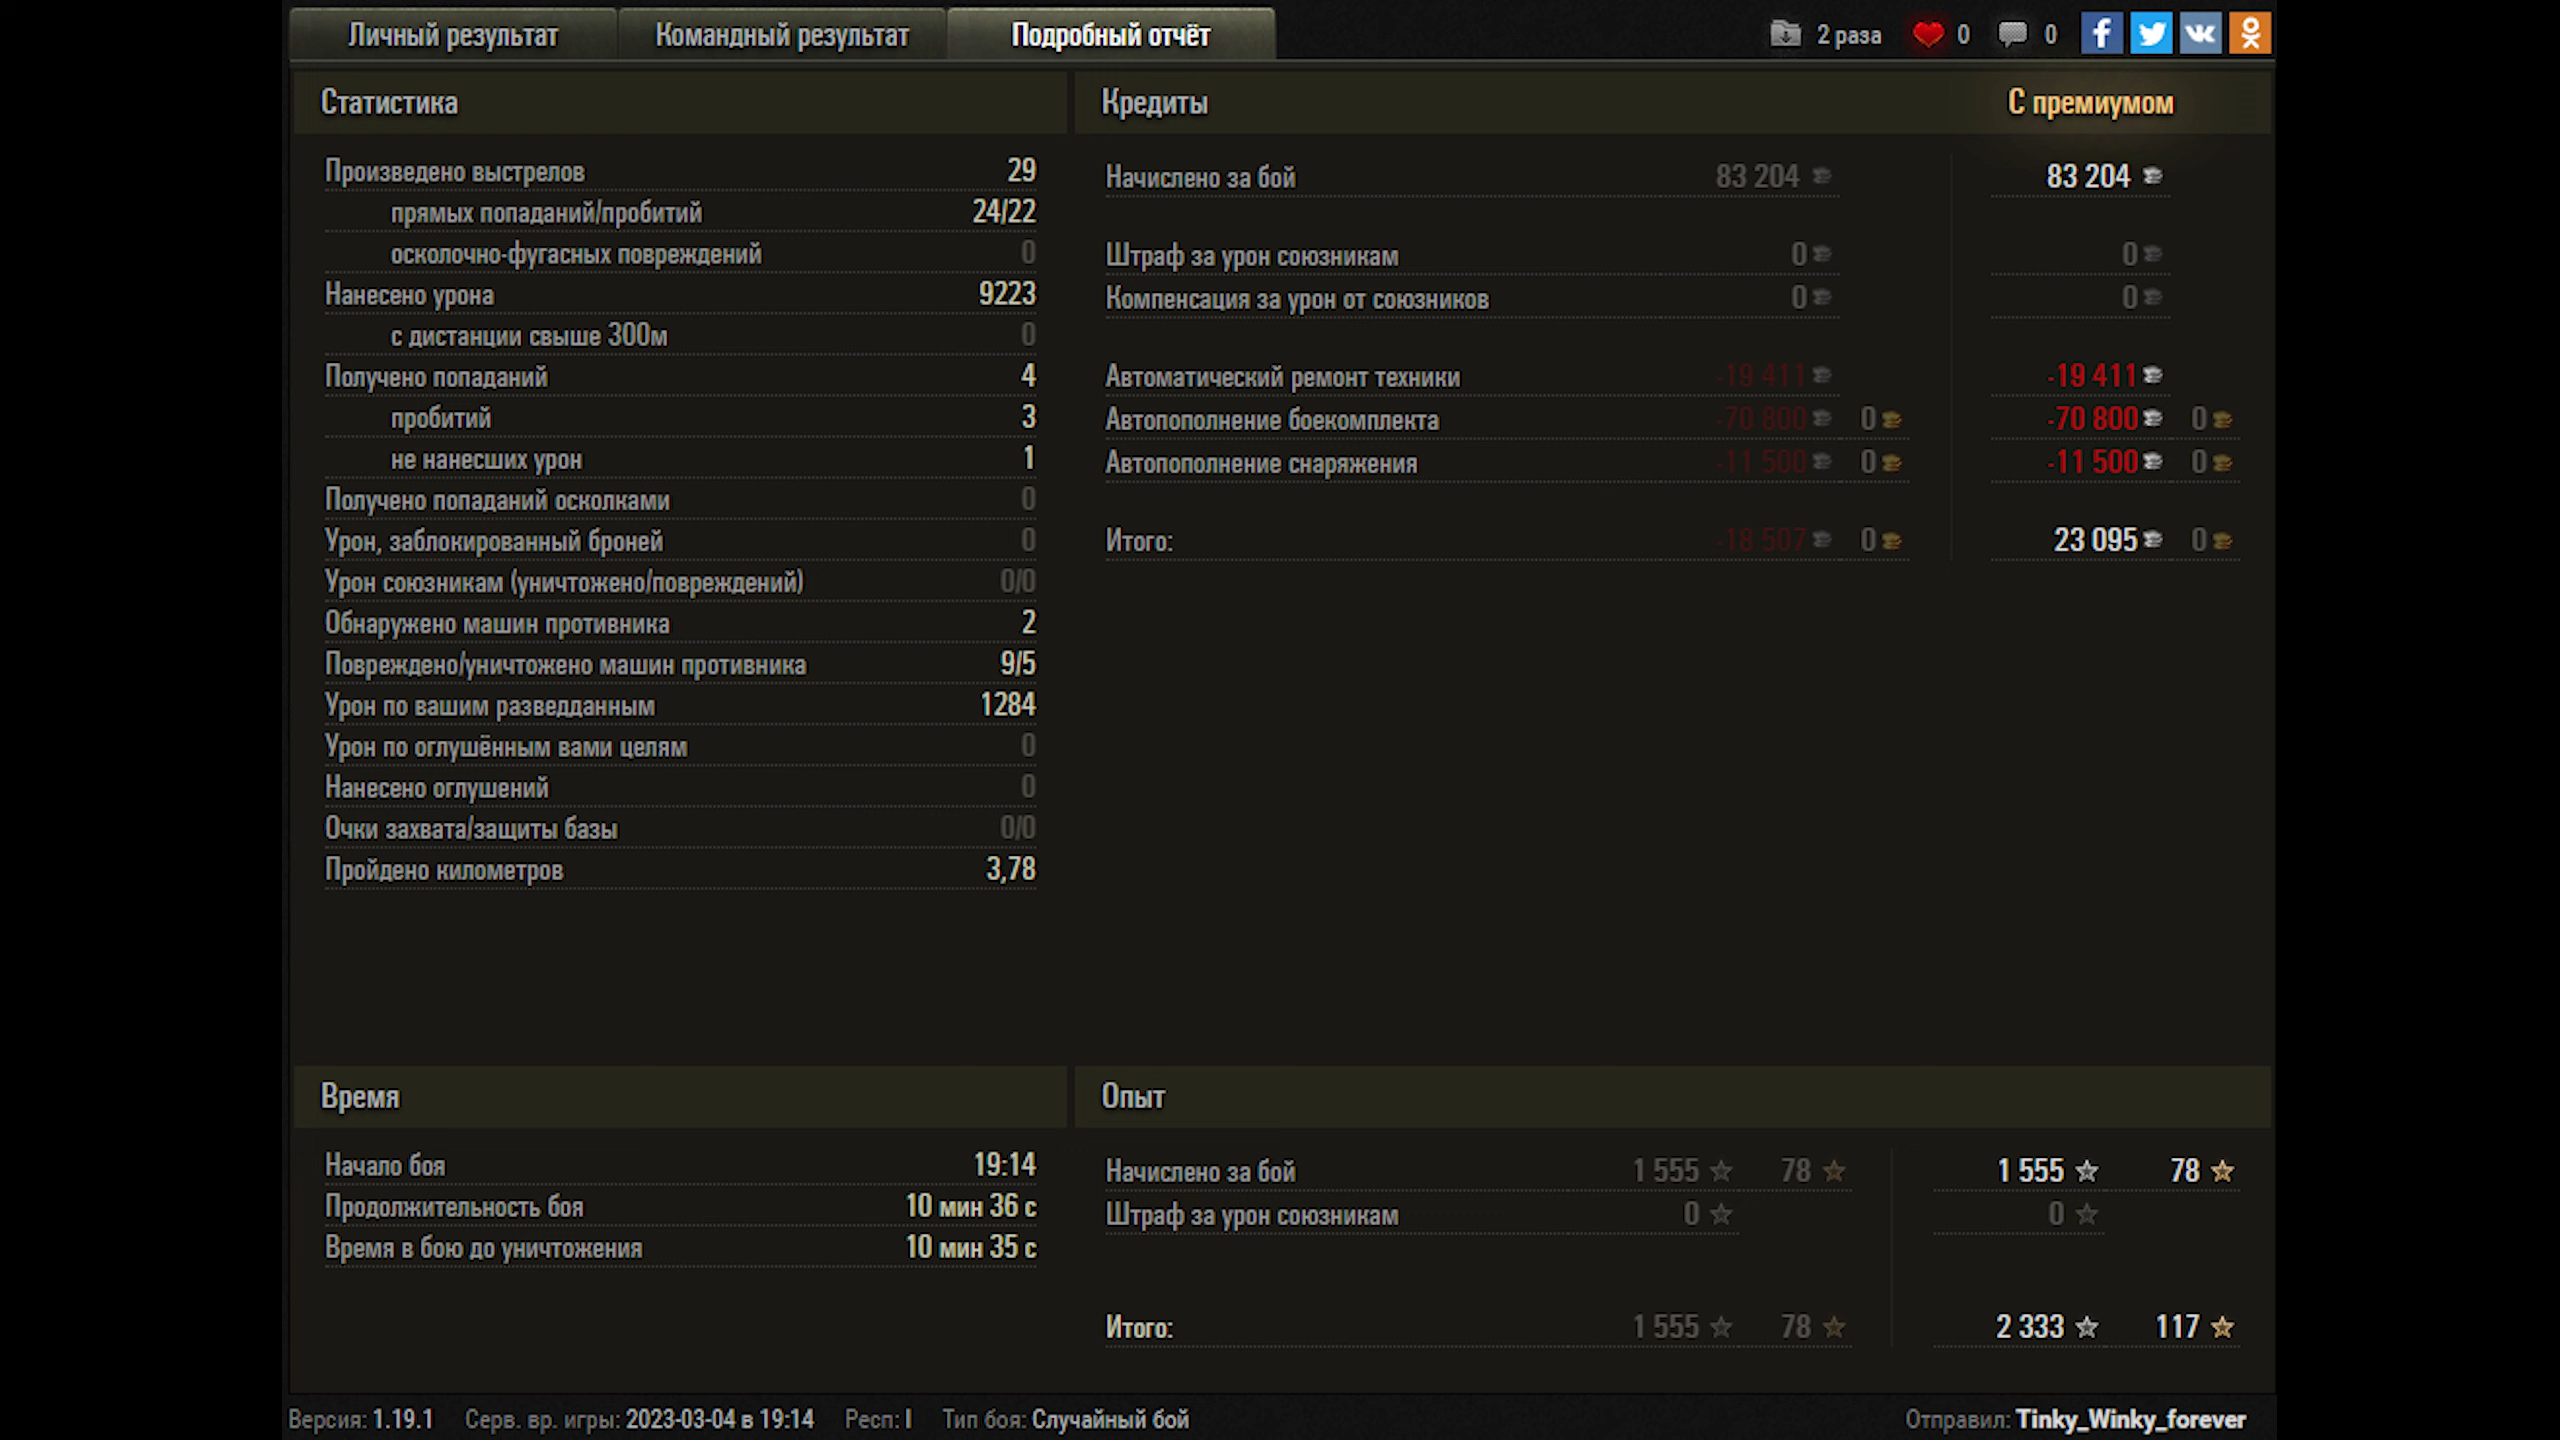 Личный результат
Командный результат
Подробный отчёт
2 раза
0
0
Статистика
Произведено выстрелов 29
прямых попаданий/пробитий 24/22
осколочно-фугасных повреждений 0
Нанесено урона 9223
с дистанции свыше 300м 0
Получено попаданий 4
пробитий 3
не нанесших урон 1
Получено попаданий осколками 0
Урон, заблокированный броней 0
Урон союзникам (уничтожено/повреждений) 0/0
Обнаружено машин противника 2
Повреждено/уничтожено машин противника 9/5
Урон по вашим разведданным 1284
Урон по оглушённым вами целям 0
Нанесено оглушений 0
Очки захвата/защиты базы 0/0
Пройдено километров 3,78
Кредиты С премиумом
Начислено за бой 83 204 83 204
Штраф за урон союзникам 0 0
Компенсация за урон от союзников 0 0
Автоматический ремонт техники -19 411 -19 411
Автопополнение боекомплекта -70 800 0 -70 800 0
Автопополнение снаряжения -11 500 0 -11 500 0
Итого: -18 507 0 23 095 0
Время
Начало боя 19:14
Продолжительность боя 10 мин 36 с
Время в бою до уничтожения 10 мин 35 с
Опыт
Начислено за бой 1 555 78 1 555 78
Штраф за урон союзникам 0 0
Итого: 1 555 78 2 333 117
Версия: 1.19.1 Серв. вр. игры: 2023-03-04 в 19:14 Респ: I Тип боя: Случайный бой Отправил: Tinky_Winky_forever